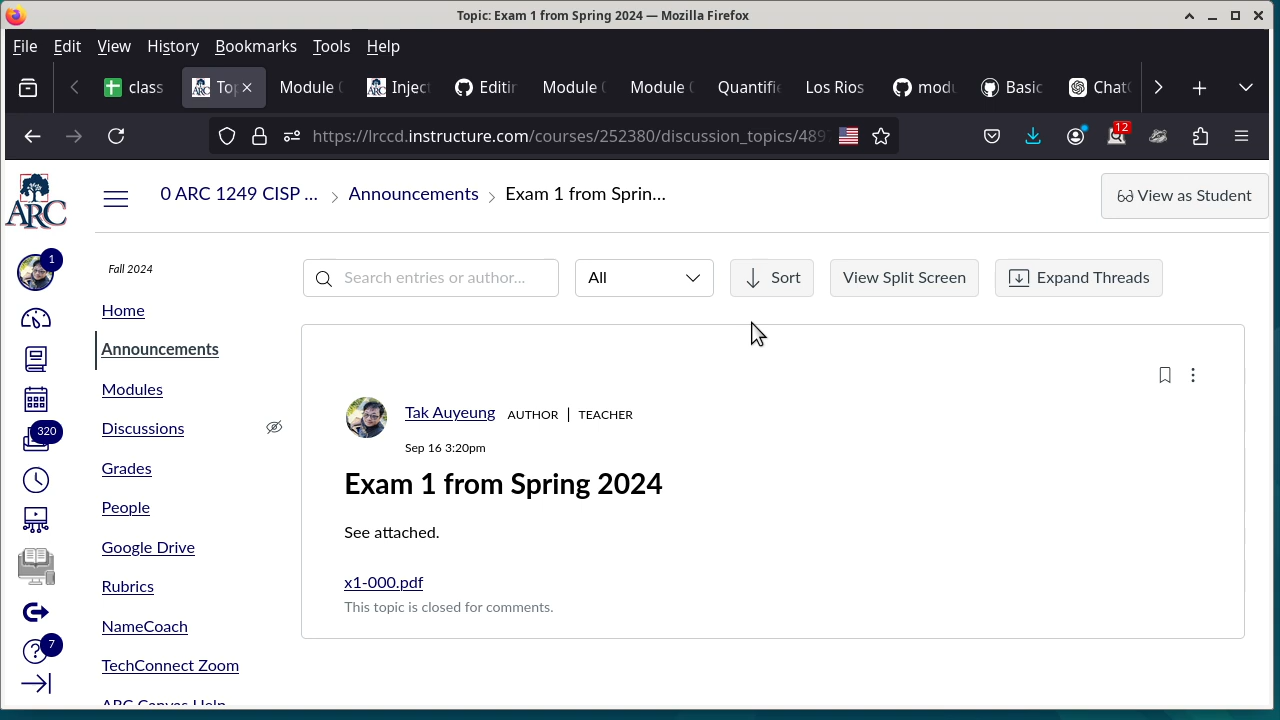 Topic: Exam 1 from Spring 2024 — Mozilla Firefox
File Edit View History Bookmarks Tools Help
class Top Module Inject Editin Module Module Quantifie Los Rios modu Basic Chat
https://lrccd.instructure.com/courses/252380/discussion_topics/489 12
ARC 0 ARC 1249 CISP ... Announcements Exam 1 from Sprin... View as Student
1
320
7
Fall 2024
Home
Announcements
Modules
Discussions
Grades
People
Google Drive
Rubrics
NameCoach
TechConnect Zoom
ARC Canvas Help
Search entries or author... All Sort View Split Screen Expand Threads
Tak Auyeung AUTHOR | TEACHER
Sep 16 3:20pm
Exam 1 from Spring 2024
See attached.
x1-000.pdf
This topic is closed for comments.